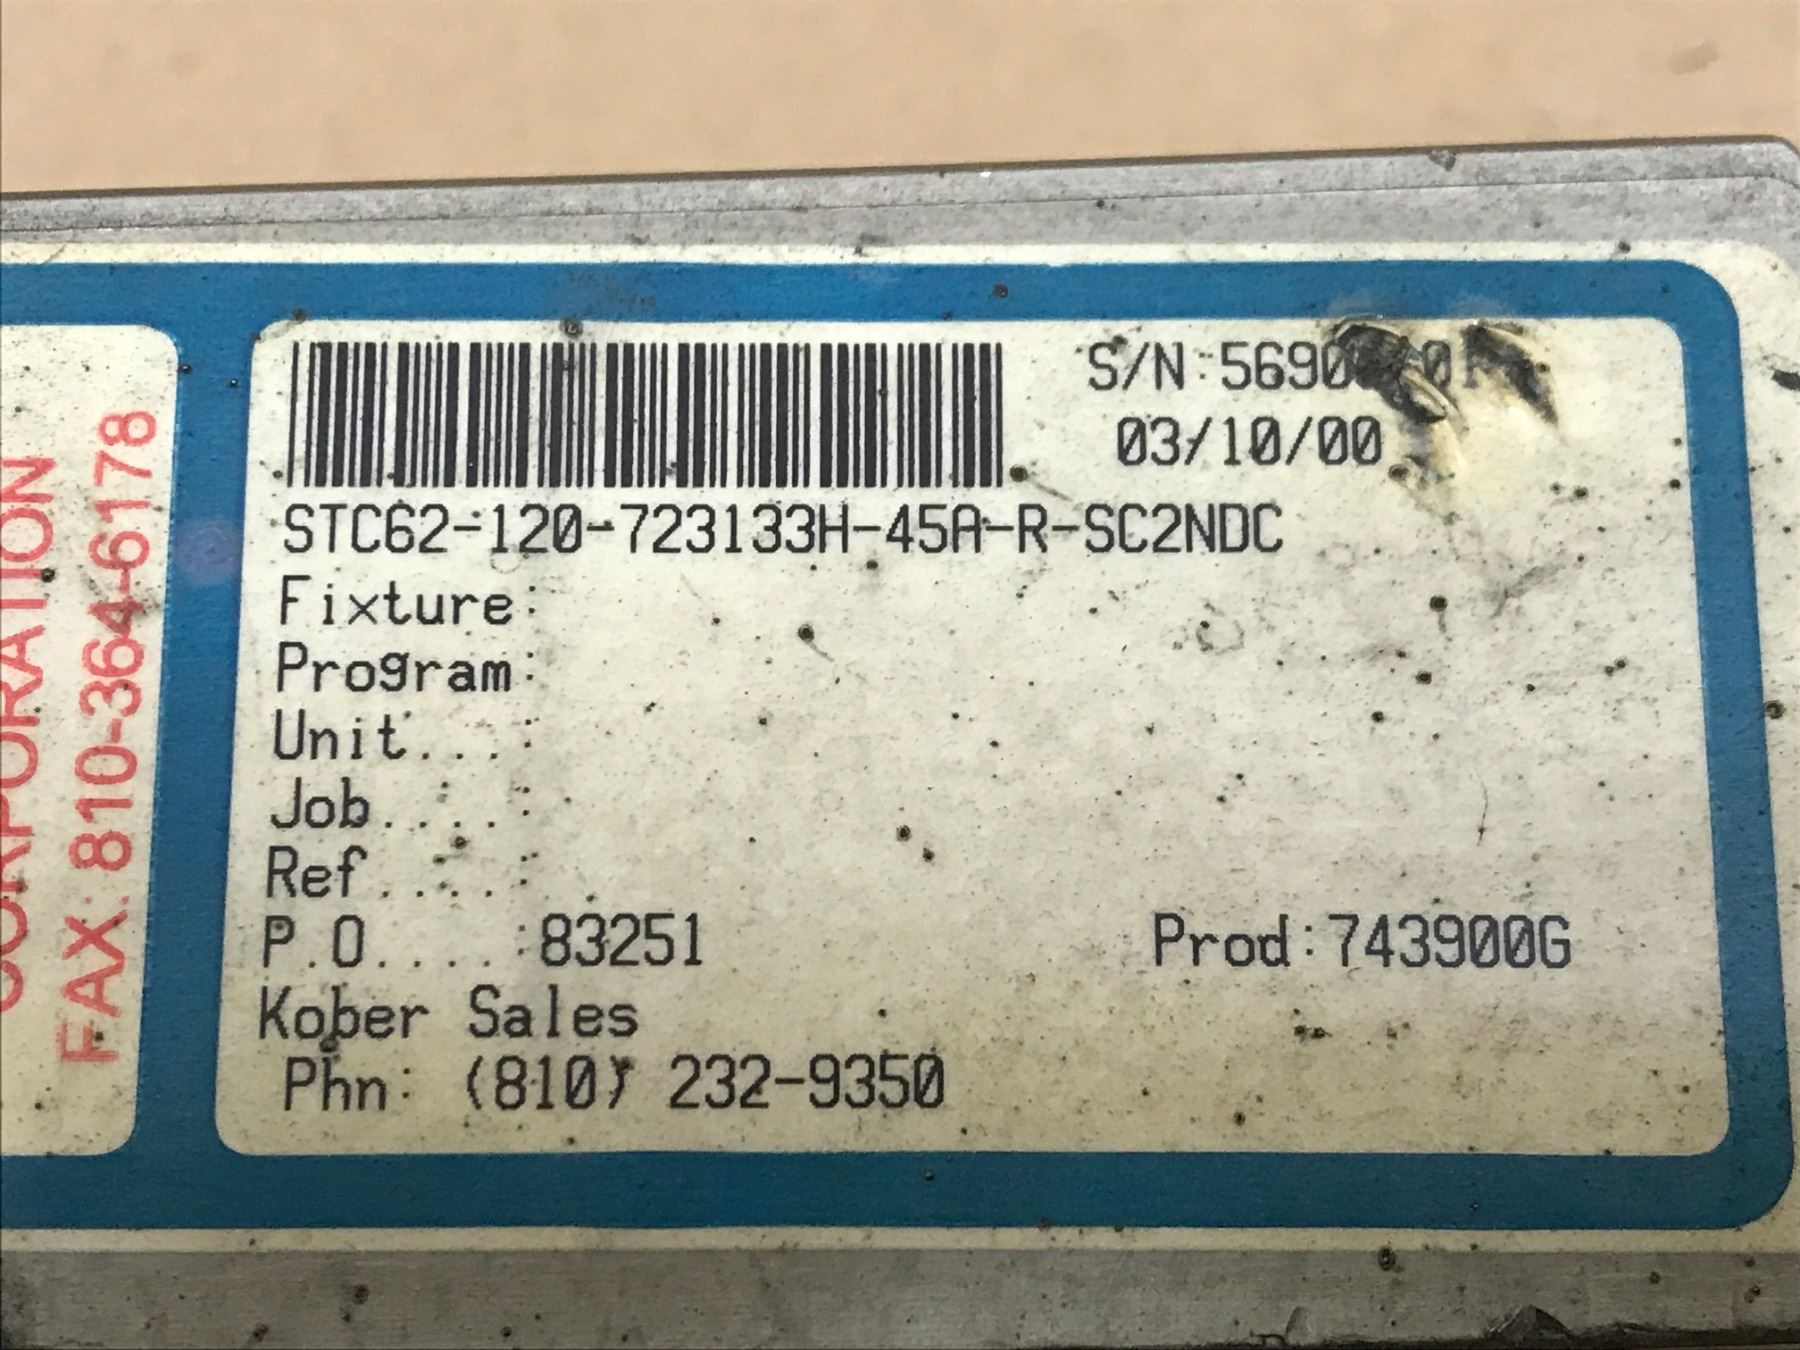 CORPORATION
FAX: 810-364-6178
03/10/00
STC62-120-723133H-45A-R-SC2NDC
Fixture:
Program:
Unit...:
Job....:
Ref....:
P.O....:83251 Prod:743900G
Kober Sales
Phn: (810) 232-9350